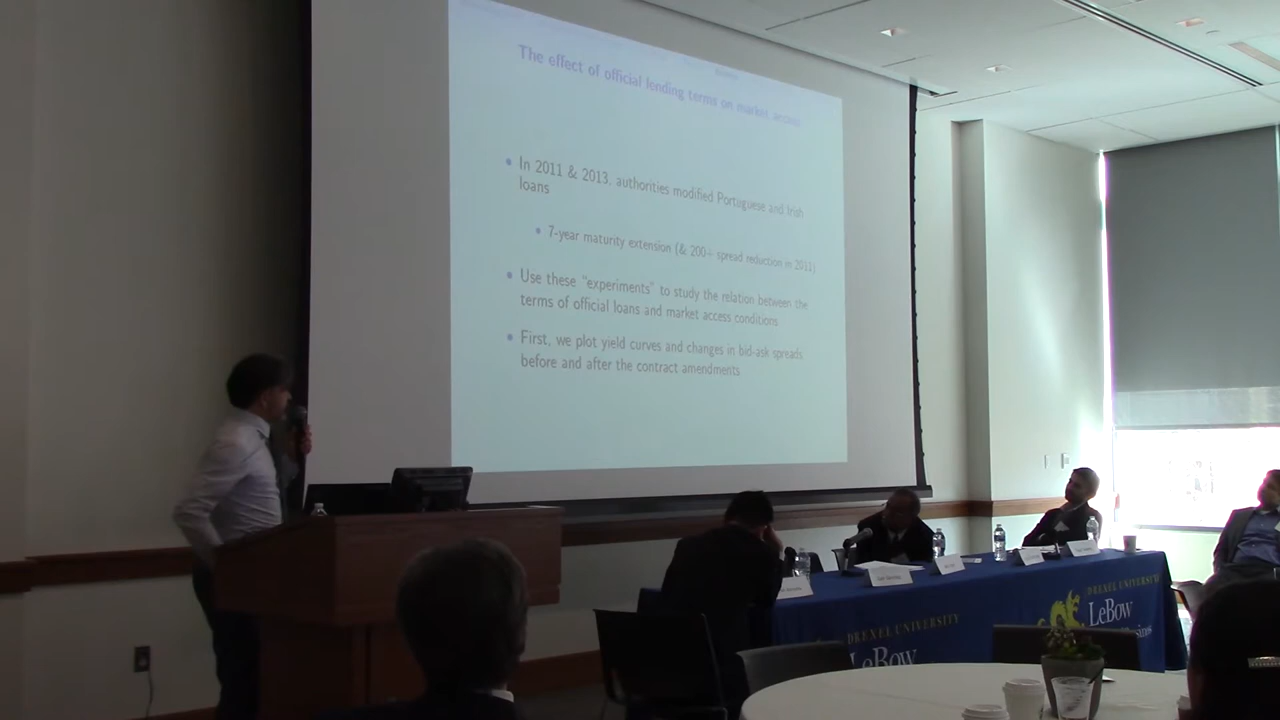 The effect of official lending terms on market access
• In 2011 & 2013, authorities modified Portuguese and Irish
loans
• 7-year maturity extension (& 200+ spread reduction in 2011)
• Use these "experiments" to study the relation between the
terms of official loans and market access conditions
• First, we plot yield curves and changes in bid-ask spreads
before and after the contract amendments
DREXEL UNIVERSITY
LeBow
DREXEL UNIVERSITY
LeBow